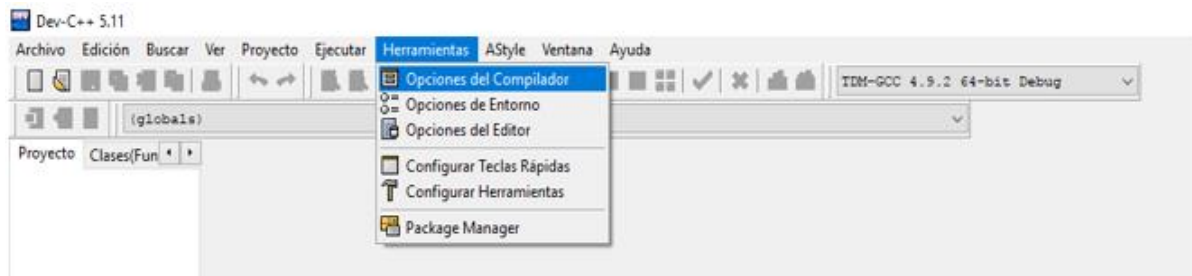 Dev-C++ 5.11
Archivo Edición Buscar Ver Proyecto Ejecutar Herramientas AStyle Ventana Ayuda
Opciones del Compilador
TDM-GCC 4.9.2 64-bit Debug
Opciones de Entorno
(globals)
Opciones del Editor
Proyecto Clases(Fun
Configurar Teclas Rápidas
Configurar Herramientas
Package Manager